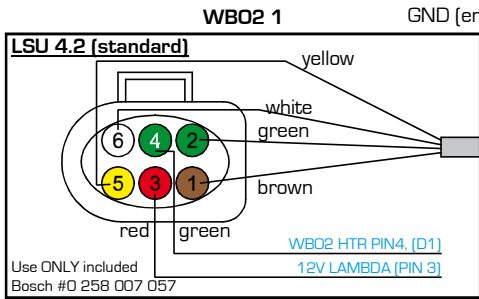 WBO2 1
GND (en
LSU 4.2 (standard)
yellow
white
green
6 4 2
5 3 1
brown
red green
WBO2 HTR PIN4, (D1)
12V LAMBDA (PIN 3)
Use ONLY included
Bosch #0 258 007 057